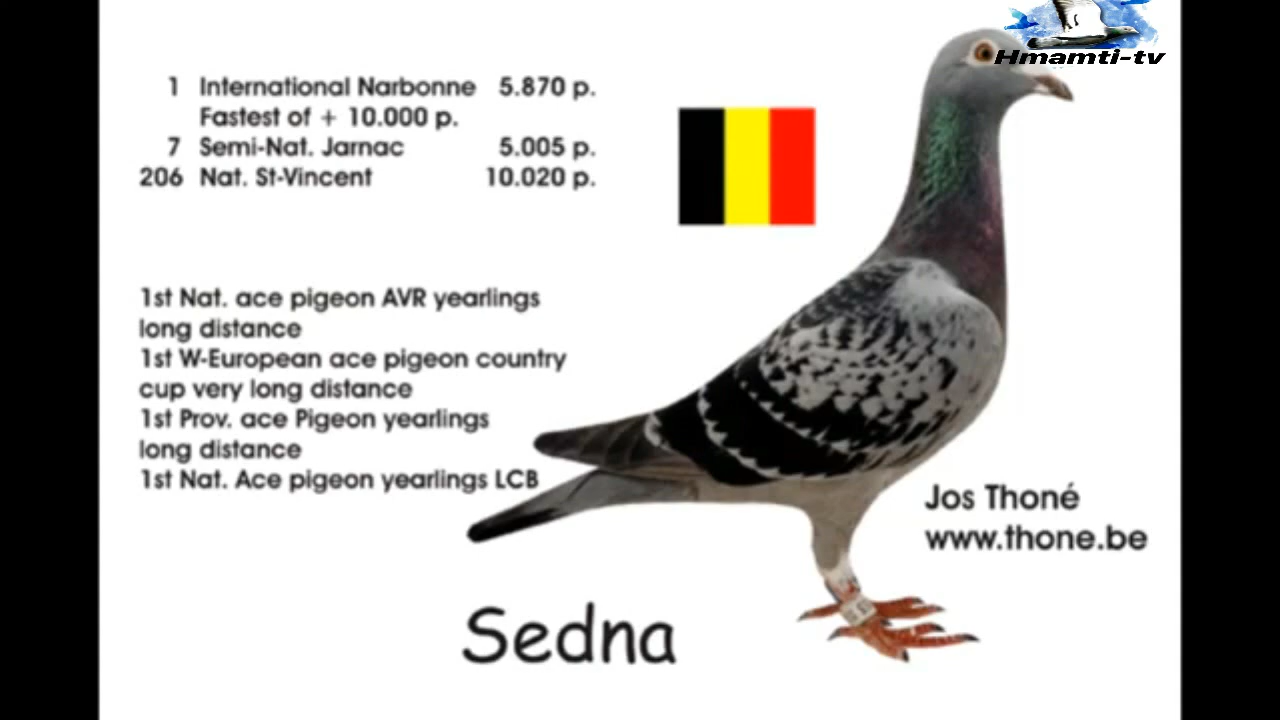 Hmamti-tv
1 International Narbonne 5.870 p.
Fastest of + 10.000 p.
7 Semi-Nat. Jarnac 5.005 p.
206 Nat. St-Vincent 10.020 p.
1st Nat. ace pigeon AVR yearlings
long distance
1st W-European ace pigeon country
cup very long distance
1st Prov. ace Pigeon yearlings
long distance
1st Nat. Ace pigeon yearlings LCB
Jos Thoné
www.thone.be
Sedna